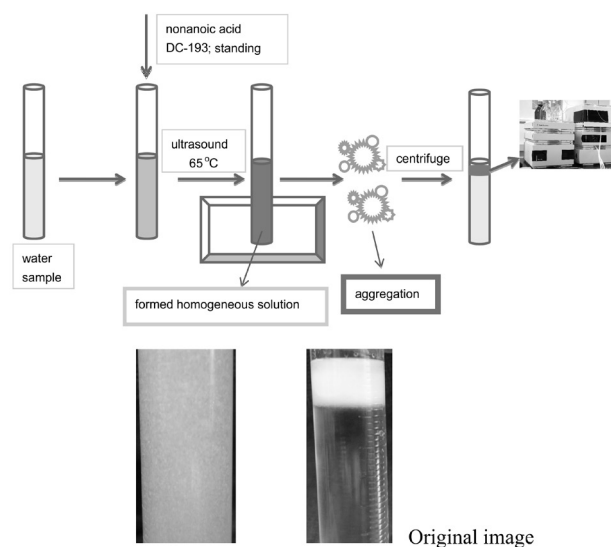 nonanoic acid
DC-193; standing
ultrasound
65 °C
centrifuge
water
sample
formed homogeneous solution
aggregation
Original image